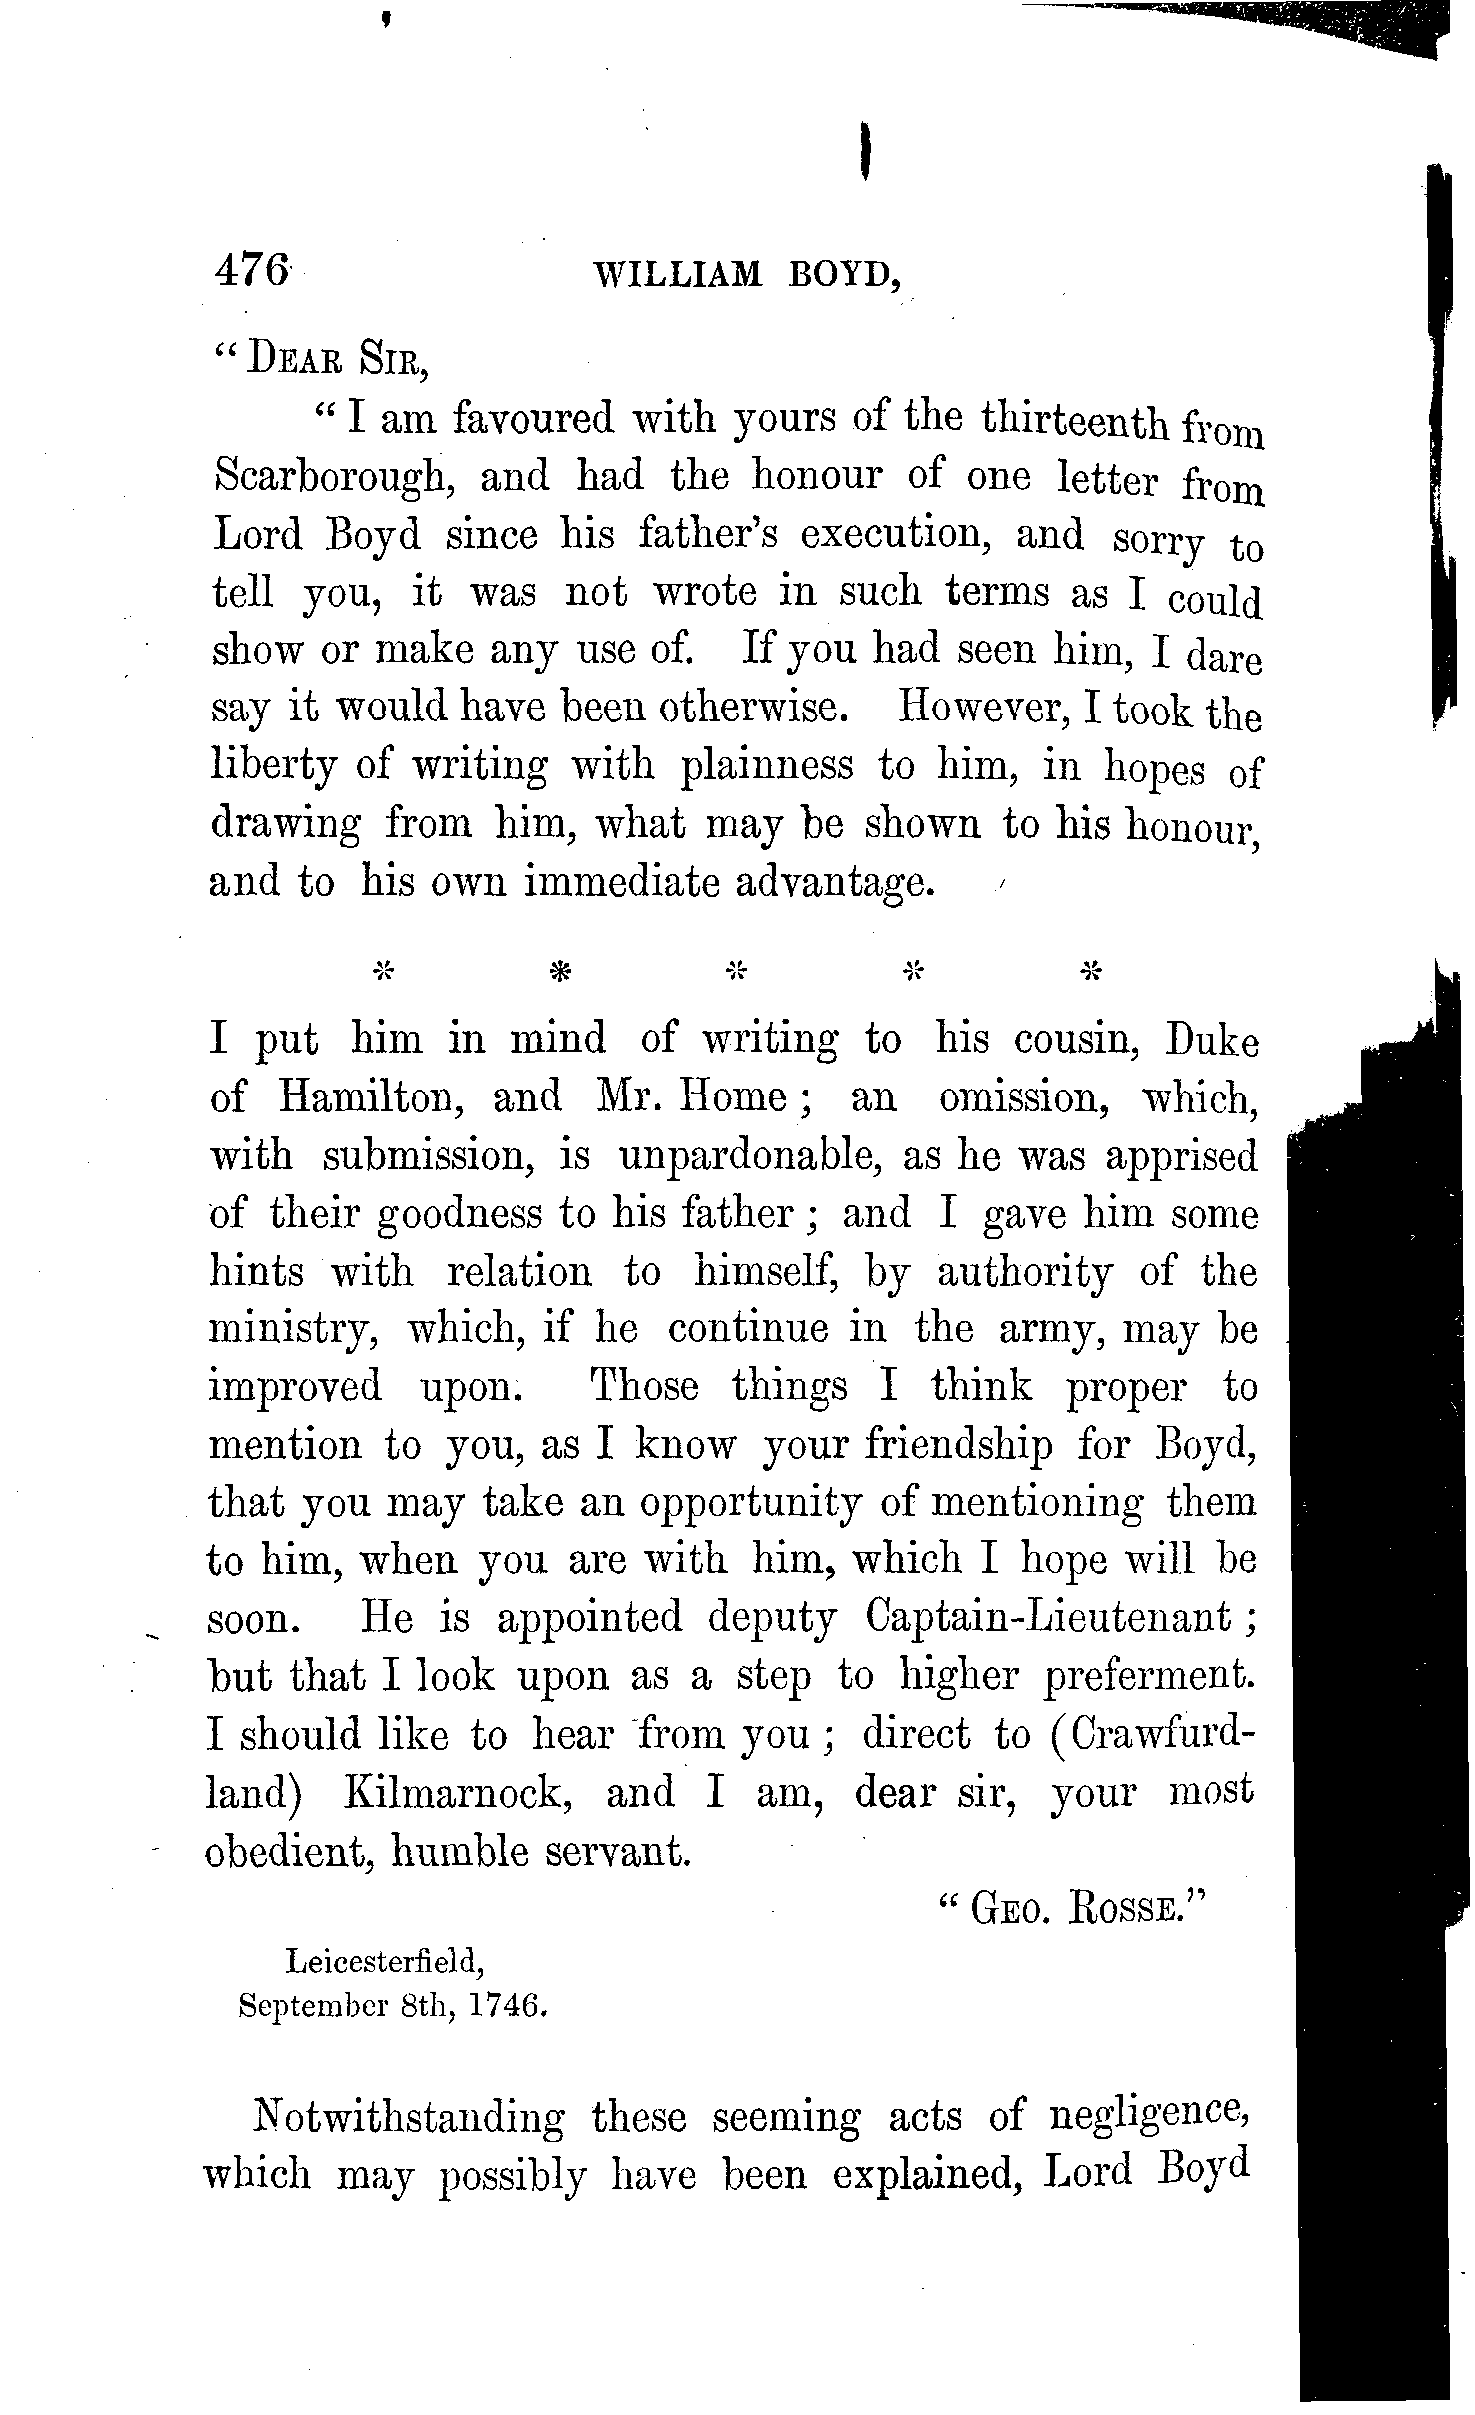 476 WILLIAM BOYD,
“ DEAR SIR,
“ I am favoured with yours of the thirteenth from
Scarborough, and had the honour of one letter from
Lord Boyd since his father's execution, and sorry to
tell you, it was not wrote in such terms as I could
show or make any use of. If you had seen him, I dare
say it would have been otherwise. However, I took the
liberty of writing with plainness to him, in hopes of
drawing from him, what may be shown to his honour,
and to his own immediate advantage.
* * * * *
I put him in mind of writing to his cousin, Duke
of Hamilton, and Mr. Home ; an omission, which,
with submission, is unpardonable, as he was apprised
of their goodness to his father ; and I gave him some
hints with relation to himself, by authority of the
ministry, which, if he continue in the army, may be
improved upon. Those things I think proper to
mention to you, as I know your friendship for Boyd,
that you may take an opportunity of mentioning them
to him, when you are with him, which I hope will be
soon. He is appointed deputy Captain-Lieutenant ;
but that I look upon as a step to higher preferment.
I should like to hear from you ; direct to (Crawfurd-
land) Kilmarnock, and I am, dear sir, your most
obedient, humble servant.
“ GEO. ROSSE.”
Leicesterfield,
September 8th, 1746.
Notwithstanding these seeming acts of negligence,
which may possibly have been explained, Lord Boyd